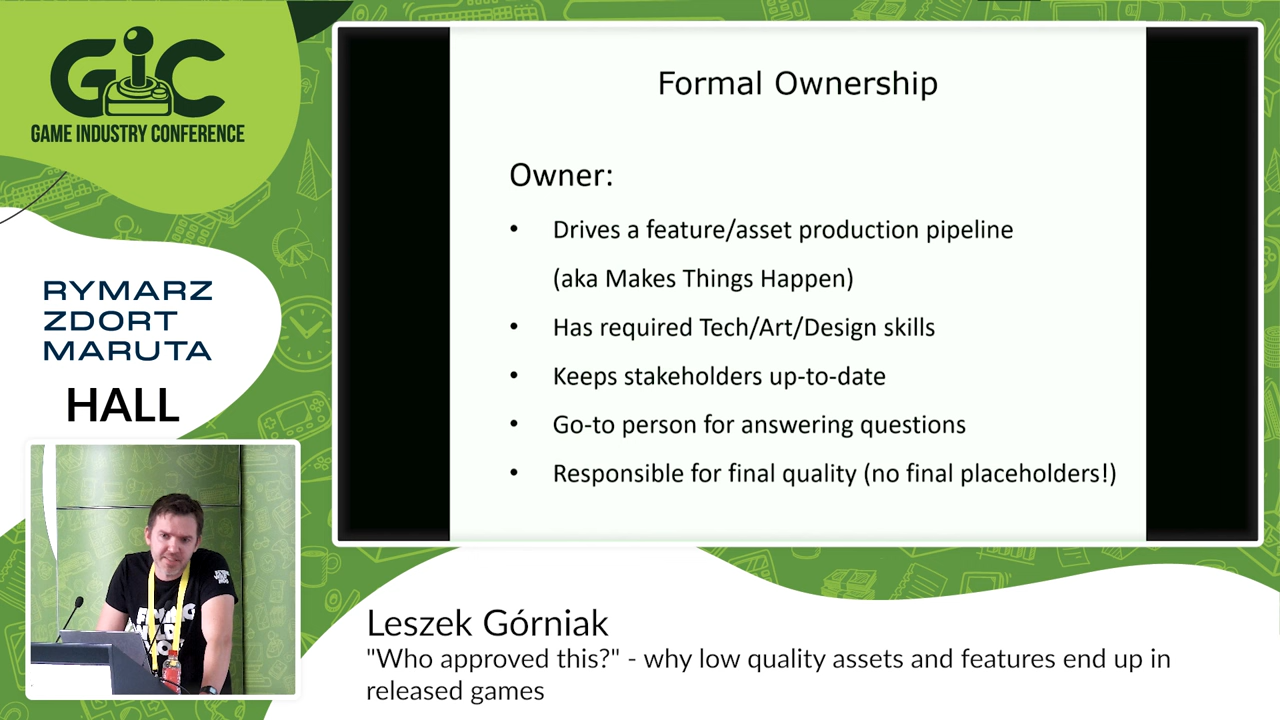 GIC
GAME INDUSTRY CONFERENCE
RYMARZ
ZDORT
MARUTA
HALL
Formal Ownership
Owner:
• Drives a feature/asset production pipeline
(aka Makes Things Happen)
• Has required Tech/Art/Design skills
• Keeps stakeholders up-to-date
• Go-to person for answering questions
• Responsible for final quality (no final placeholders!)
Leszek Górniak
"Who approved this?" - why low quality assets and features end up in
released games